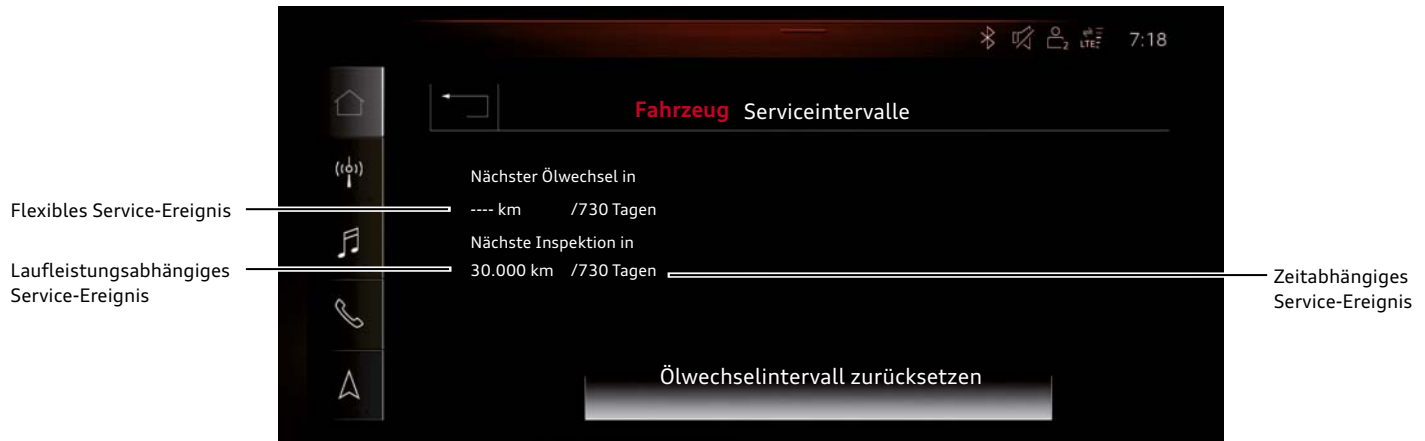 LTE
7:18
Fahrzeug Serviceintervalle
Nächster Ölwechsel in
Flexibles Service-Ereignis
---- km /730 Tagen
Nächste Inspektion in
Laufleistungsabhängiges
Service-Ereignis
30.000 km /730 Tagen
Zeitabhängiges
Service-Ereignis
Ölwechselintervall zurücksetzen